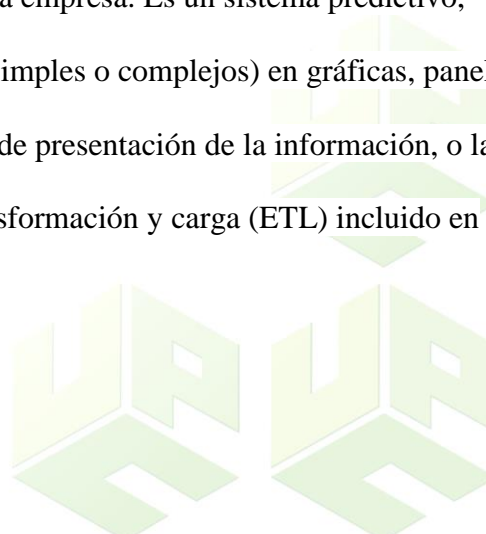 a empresa. Es un sistema predictivo,
imples o complejos) en gráficas, panel
de presentación de la información, o la
sformación y carga (ETL) incluido en